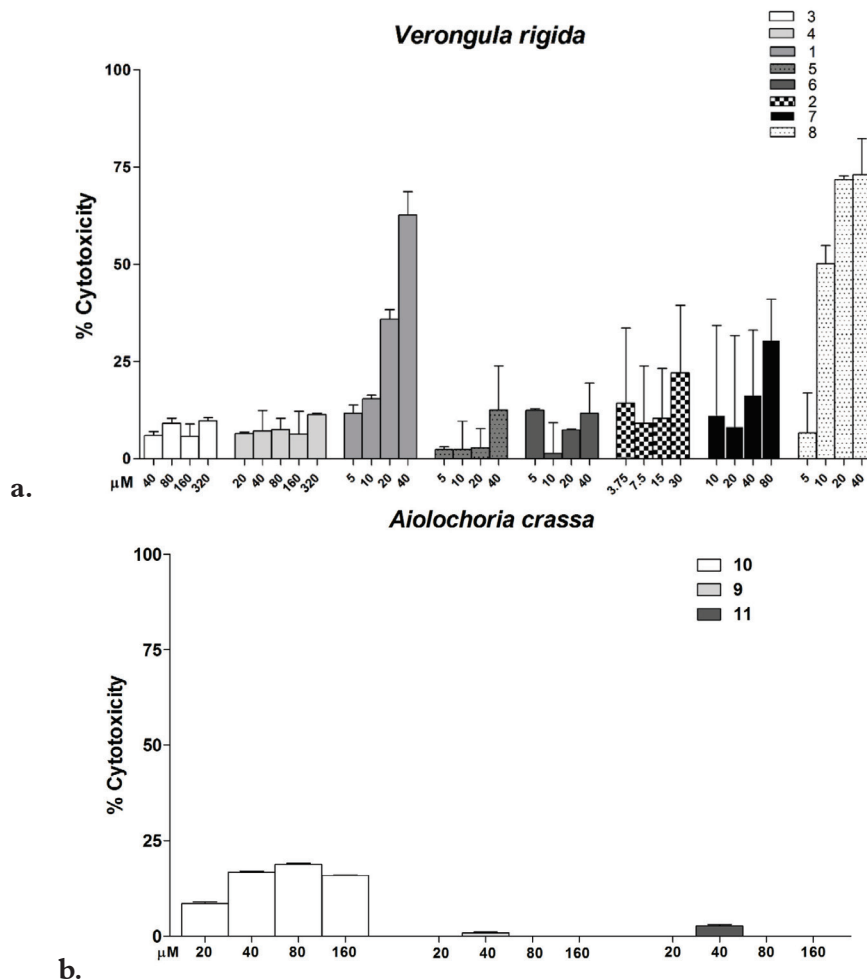 Verongula rigida
3
4
1
5
6
2
7
8
% Cytotoxicity
100
75
50
25
0
μM 40 80 160 320 20 40 80 160 320 5 10 20 40 5 10 20 40 5 10 20 40 3.75 7.5 15 30 10 20 40 80 5 10 20 40
a.
Aiolochoria crassa
10
9
11
% Cytotoxicity
100
75
50
25
0
μM 20 40 80 160 20 40 80 160 20 40 80 160
b.